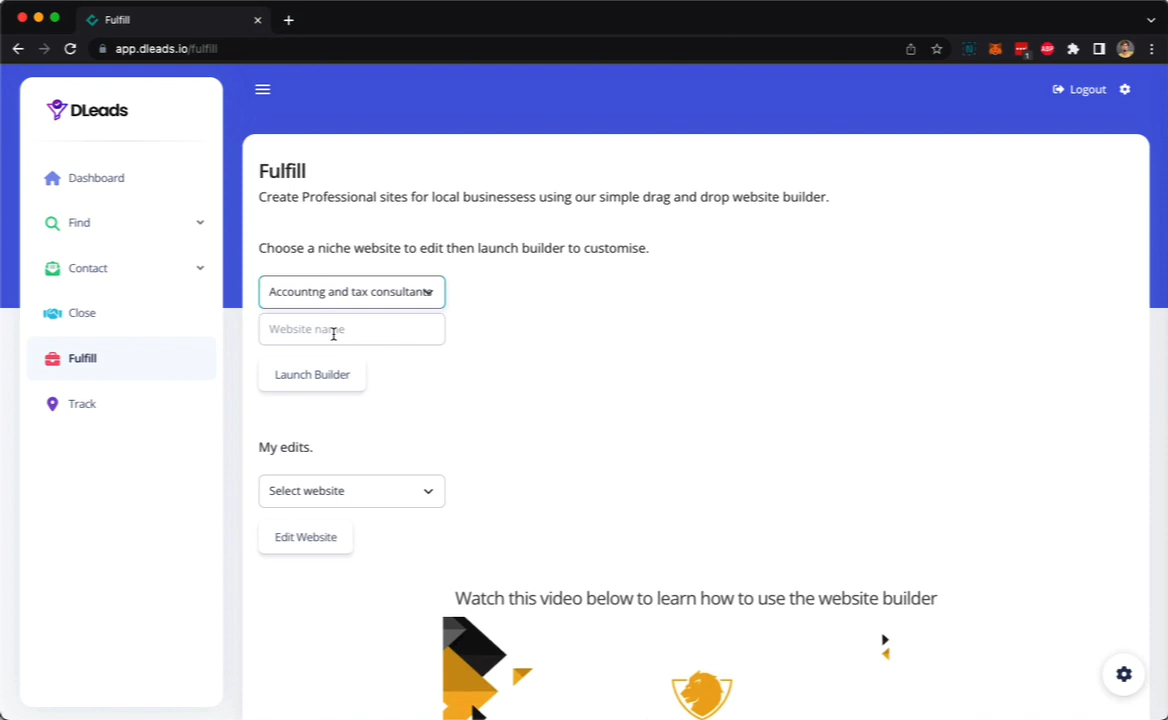 Fulfill
app.dleads.io/fulfill
1
ABP
DLeads
Logout
Dashboard
Find
Contact
Close
Fulfill
Track
Fulfill
Create Professional sites for local businessess using our simple drag and drop website builder.
Choose a niche website to edit then launch builder to customise.
Accountng and tax consultants
Website name
Launch Builder
My edits.
Select website
Edit Website
Watch this video below to learn how to use the website builder